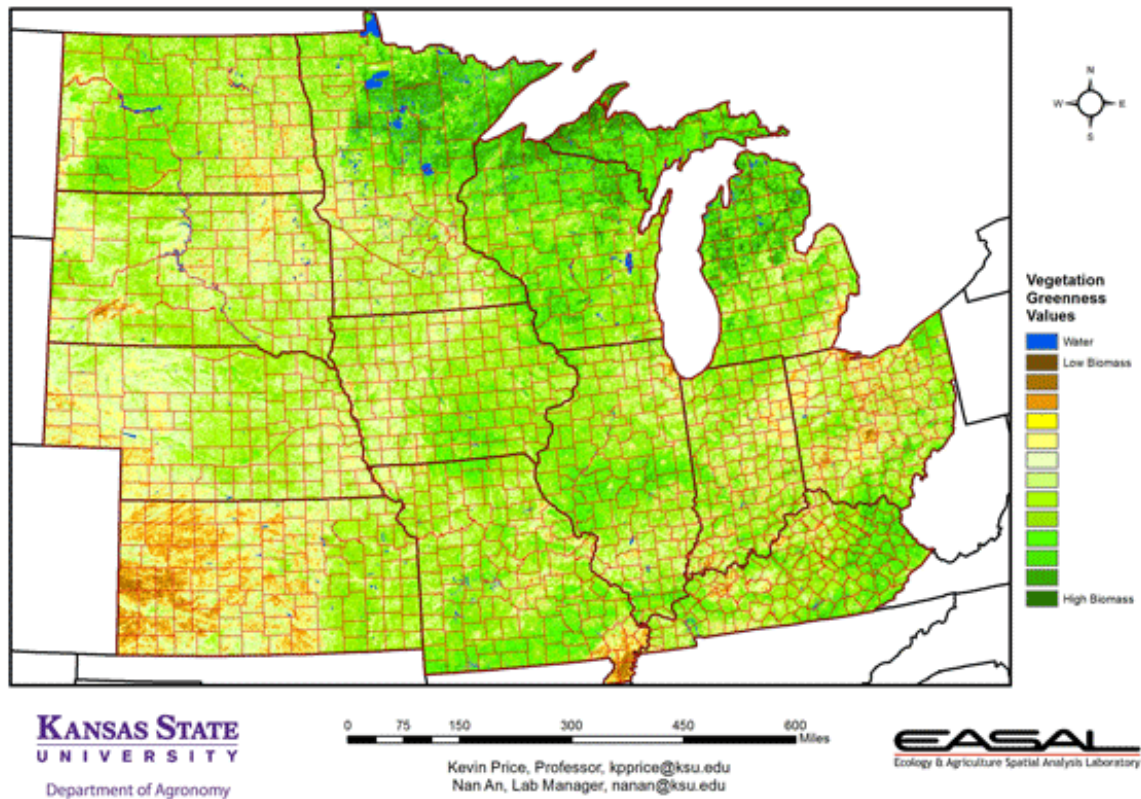 N
W E
S
Vegetation
Greenness
Values
Water
Low Biomass
High Biomass
KANSAS STATE
UNIVERSITY
Department of Agronomy
0 75 150 300 450 600
Miles
Kevin Price, Professor, kpprice@ksu.edu
Nan An, Lab Manager, nanan@ksu.edu
EASAL
Ecology & Agriculture Spatial Analysis Laboratory